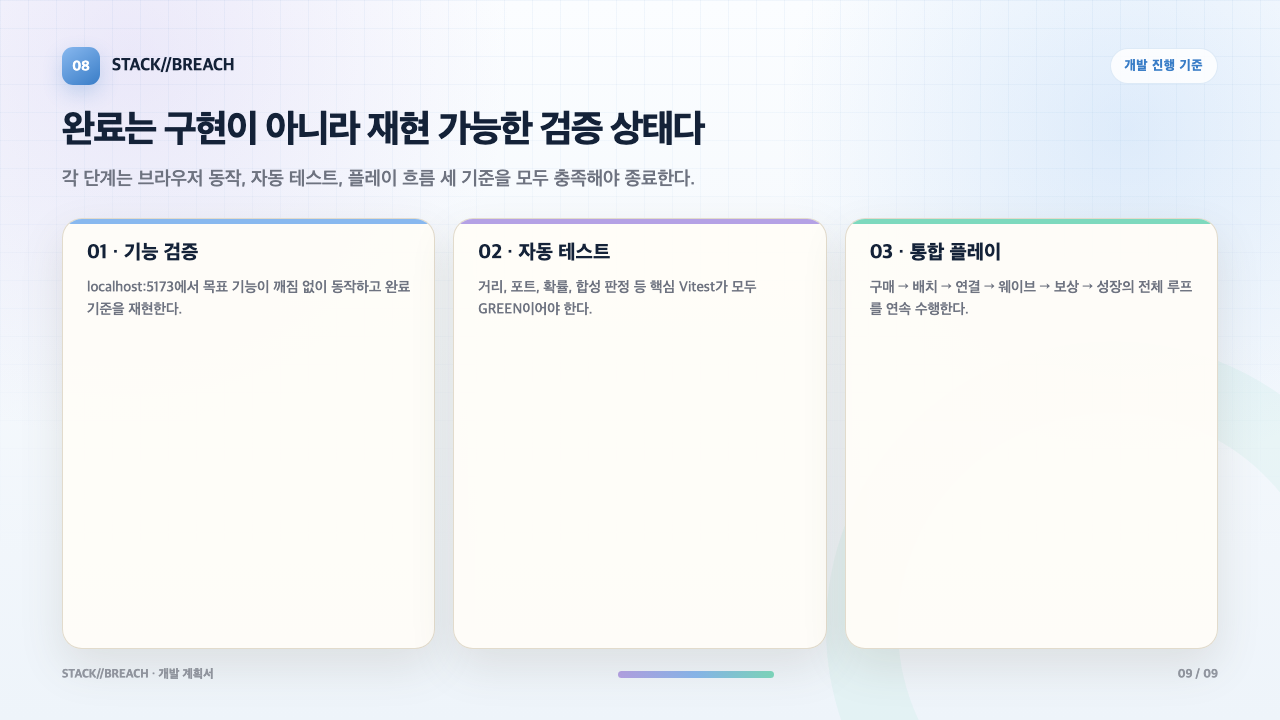 08 STACK//BREACH
개발 진행 기준
완료는 구현이 아니라 재현 가능한 검증 상태다
각 단계는 브라우저 동작, 자동 테스트, 플레이 흐름 세 기준을 모두 충족해야 종료한다.
01 · 기능 검증
localhost:5173에서 목표 기능이 깨짐 없이 동작하고 완료
기준을 재현한다.
02 · 자동 테스트
거리, 포트, 확률, 합성 판정 등 핵심 Vitest가 모두
GREEN이어야 한다.
03 · 통합 플레이
구매 → 배치 → 연결 → 웨이브 → 보상 → 성장의 전체 루프
를 연속 수행한다.
STACK//BREACH · 개발 계획서
09 / 09